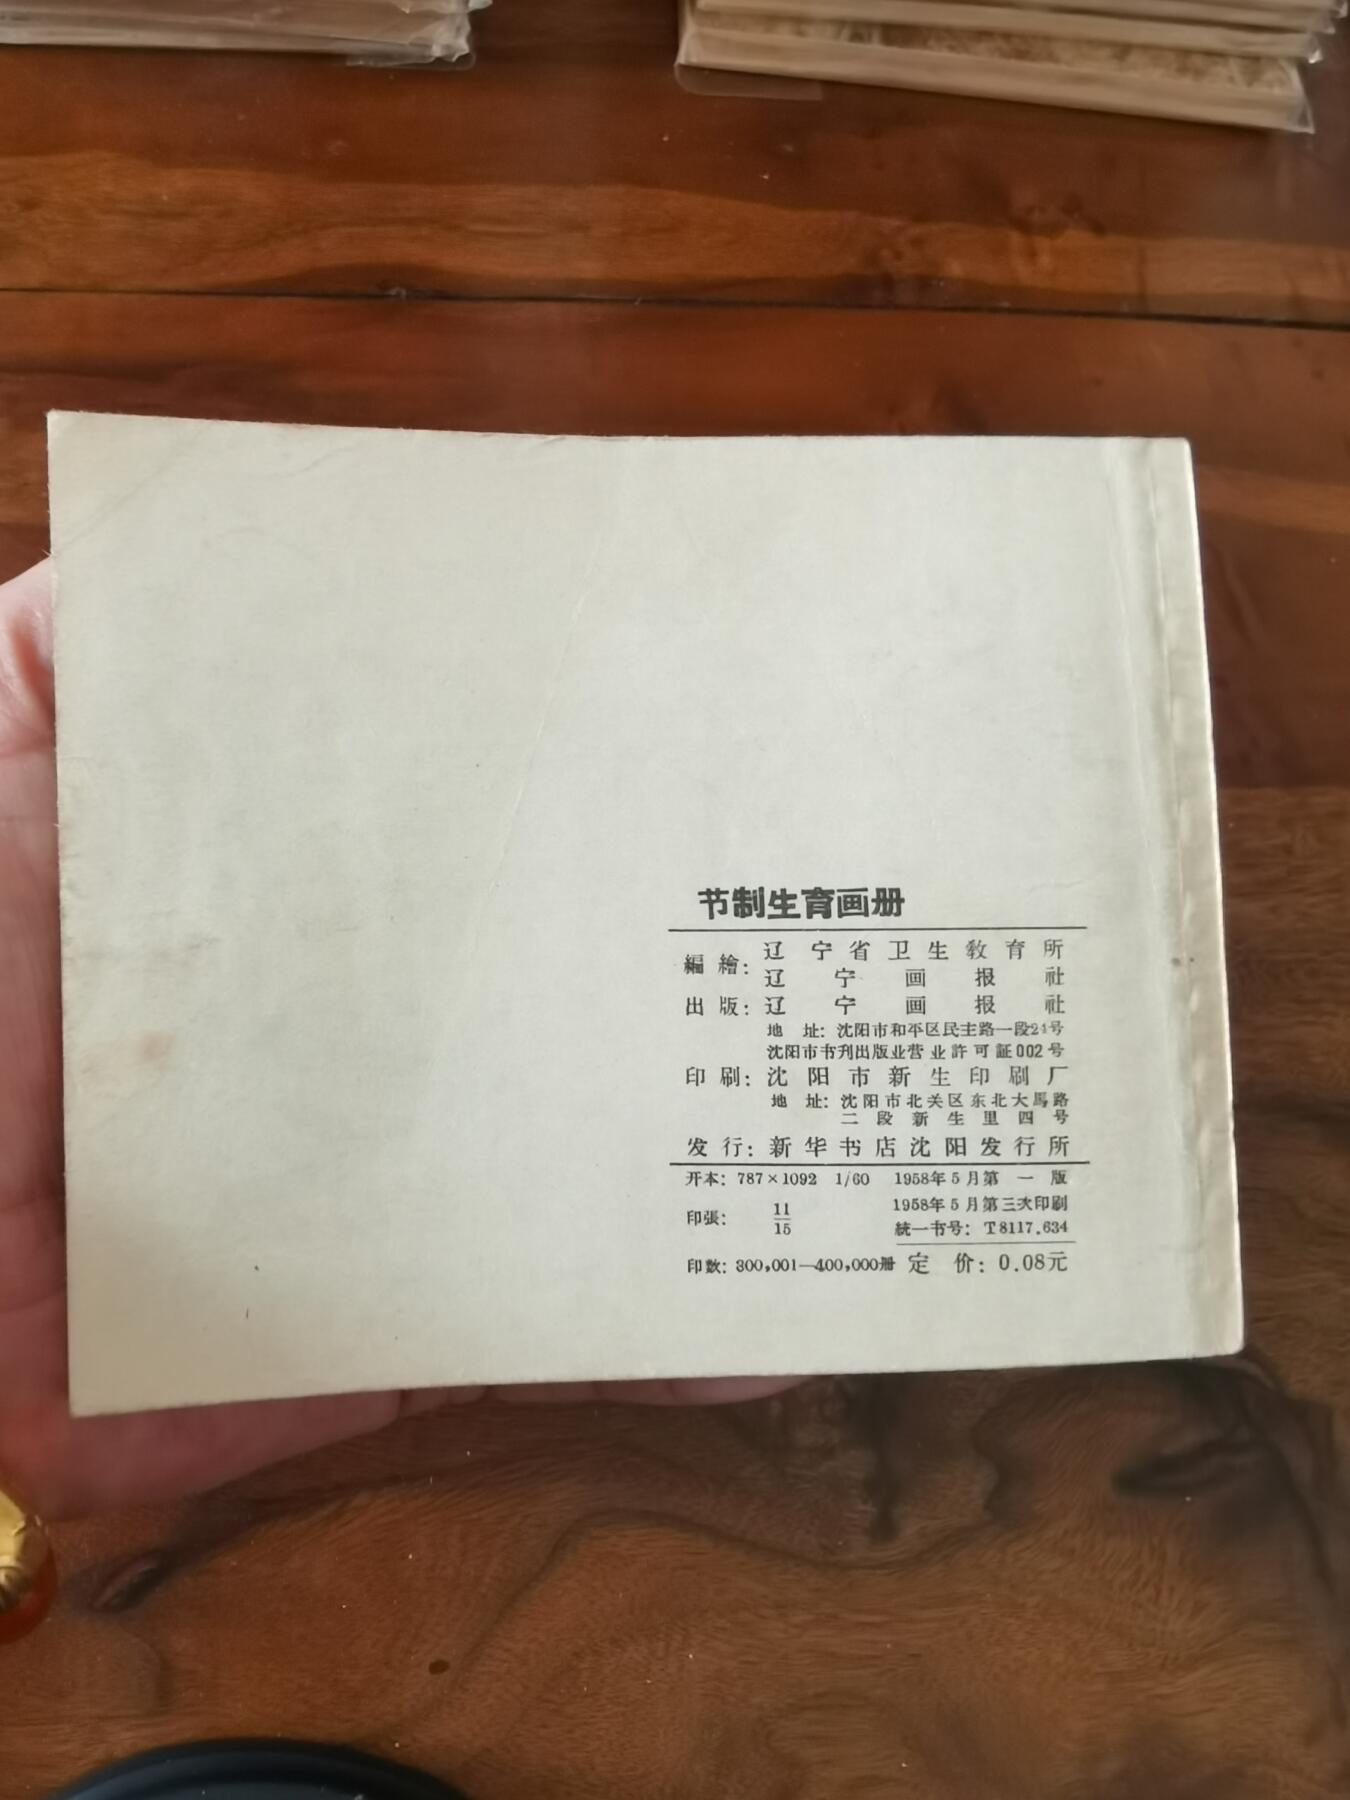 节制生育画册
編繪：辽宁省卫生教育所
辽宁画报社
出版：辽宁画报社
地址：沈阳市和平区民主路一段24号
沈阳市书刊出版业营业許可証002号
印刷：沈阳市新生印刷厂
地址：沈阳市北关区东北大馬路
二段新生里四号
发行：新华书店沈阳发行所
开本：787×1092 1/60 1958年5月第一版
1958年5月第三次印刷
印張：11/15
統一书号：T8117.634
印数：300,001—400,000册 定价：0.08元